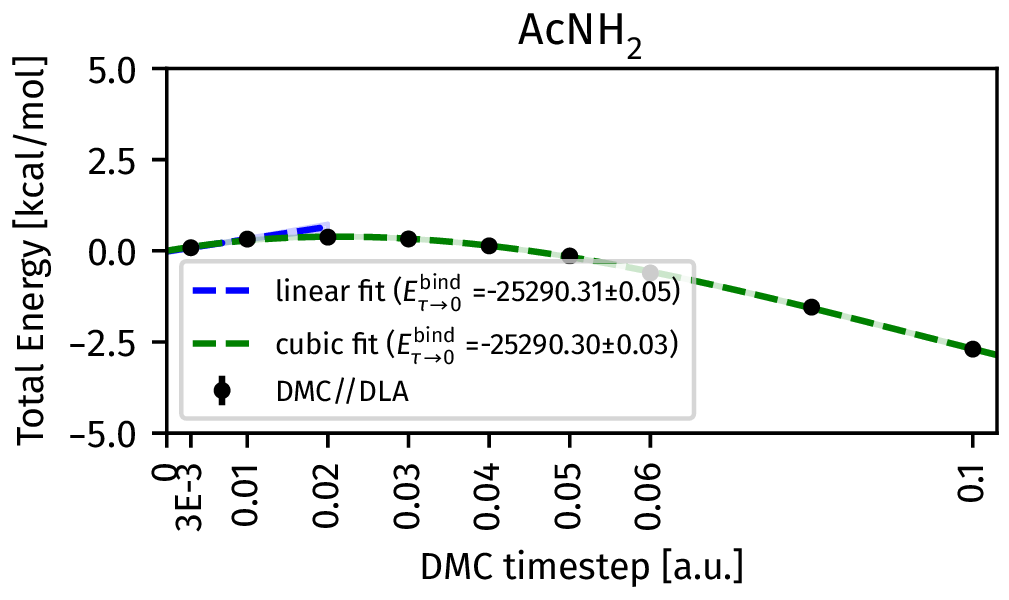 AcNH2
Total Energy [kcal/mol]
5.0
2.5
0.0
−2.5
−5.0
linear fit (E^bind_τ→0 =-25290.31±0.05)
cubic fit (E^bind_τ→0 =-25290.30±0.03)
DMC//DLA
0
3E-3
0.01
0.02
0.03
0.04
0.05
0.06
0.1
DMC timestep [a.u.]